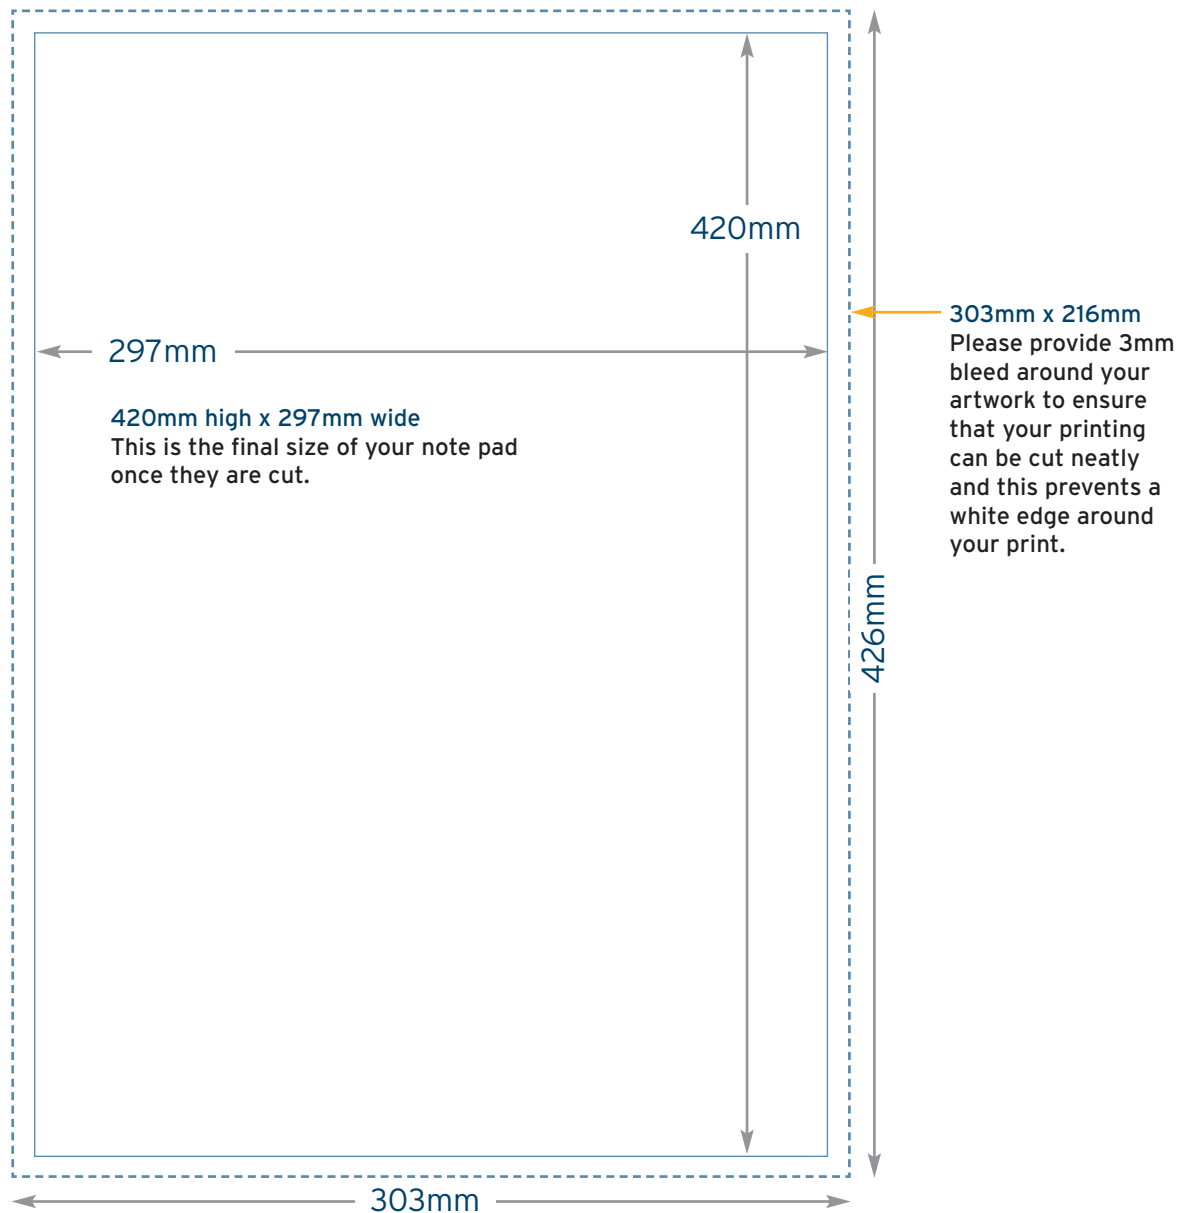 420mm
303mm x 216mm
Please provide 3mm
bleed around your
artwork to ensure
that your printing
can be cut neatly
and this prevents a
white edge around
your print.
297mm
420mm high x 297mm wide
This is the final size of your note pad
once they are cut.
426mm
303mm